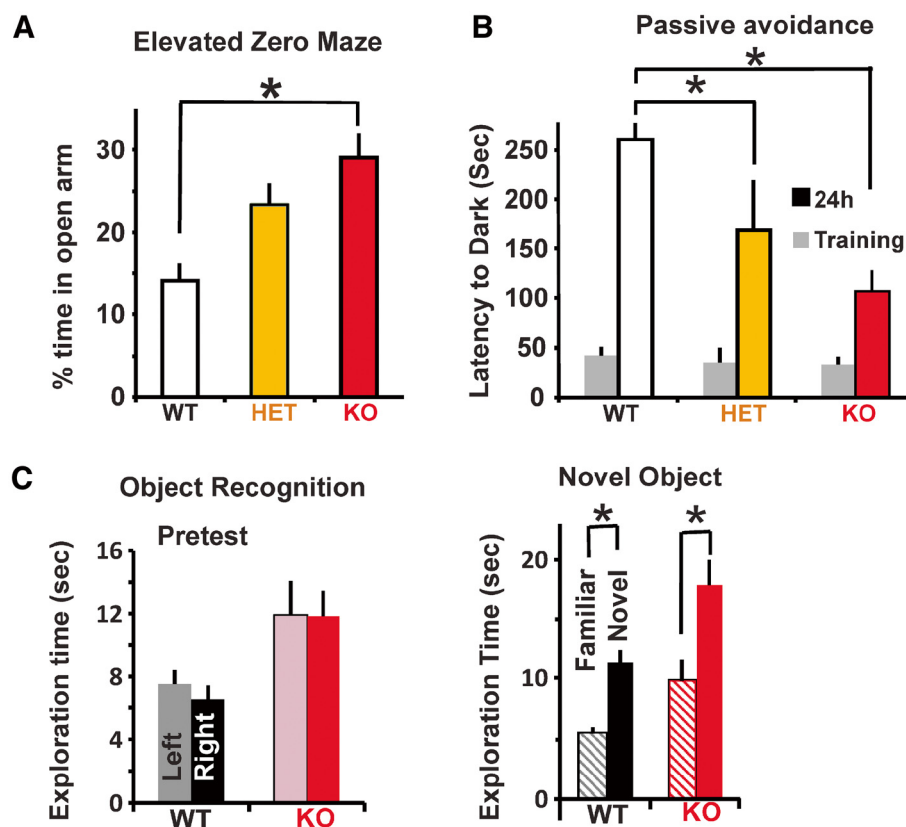 A
Elevated Zero Maze
*
% time in open arm
30
20
10
0
WT HET KO
B
Passive avoidance
*
*
Latency to Dark (Sec)
250
200
150
100
50
0
24h
Training
WT HET KO
C
Object Recognition
Pretest
Exploration time (sec)
16
12
8
4
0
Left
Right
WT KO
Novel Object
* *
Exploration Time (sec)
20
10
0
Familiar
Novel
WT KO